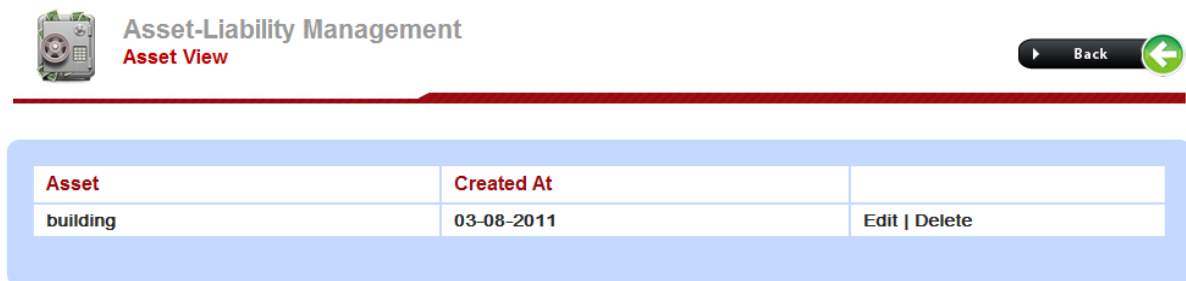 Asset-Liability Management
Asset View
Back
Asset Created At
building 03-08-2011 Edit | Delete